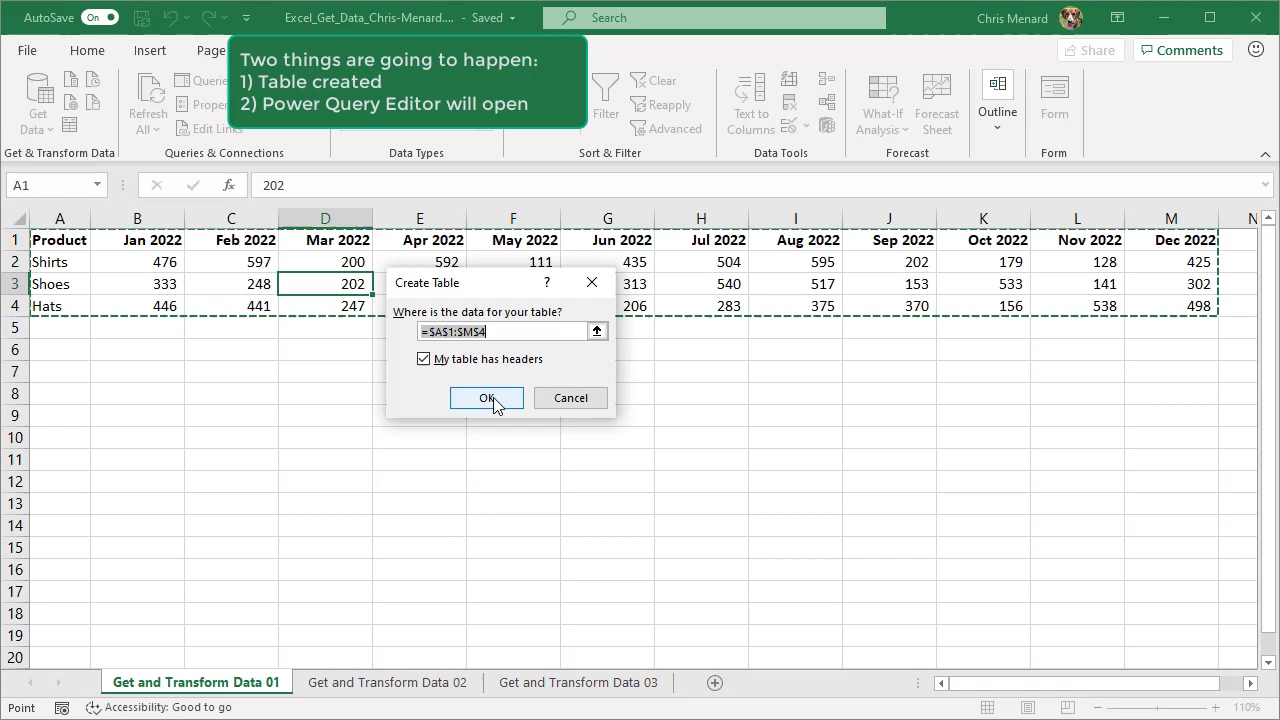 AutoSave On Excel_Get_Data_Chris-Menard.... - Saved Search Chris Menard
File Home Insert Page Share Comments
Two things are going to happen:
1) Table created
2) Power Query Editor will open
Get Data Refresh All Queri Proper Edit Links Filter Clear Reapply Advanced Text to Columns What-If Analysis Forecast Sheet Outline Form
Get & Transform Data Queries & Connections Data Types Sort & Filter Data Tools Forecast Form
A1 fx 202
A B C D E F G H I J K L M N
1 Product Jan 2022 Feb 2022 Mar 2022 Apr 2022 May 2022 Jun 2022 Jul 2022 Aug 2022 Sep 2022 Oct 2022 Nov 2022 Dec 2022
2 Shirts 476 597 200 592 111 435 504 595 202 179 128 425
3 Shoes 333 248 202 313 540 517 153 533 141 302
4 Hats 446 441 247 206 283 375 370 156 538 498
Create Table ?
Where is the data for your table?
=$A$1:$M$4
My table has headers
OK Cancel
5
6
7
8
9
10
11
12
13
14
15
16
17
18
19
20
Get and Transform Data 01 Get and Transform Data 02 Get and Transform Data 03
Point Accessibility: Good to go 110%